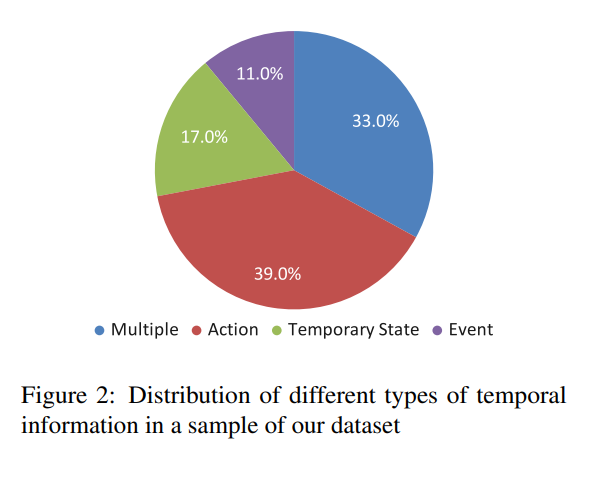 11.0%
33.0%
17.0%
39.0%
Multiple Action Temporary State Event
Figure 2: Distribution of different types of temporal
information in a sample of our dataset